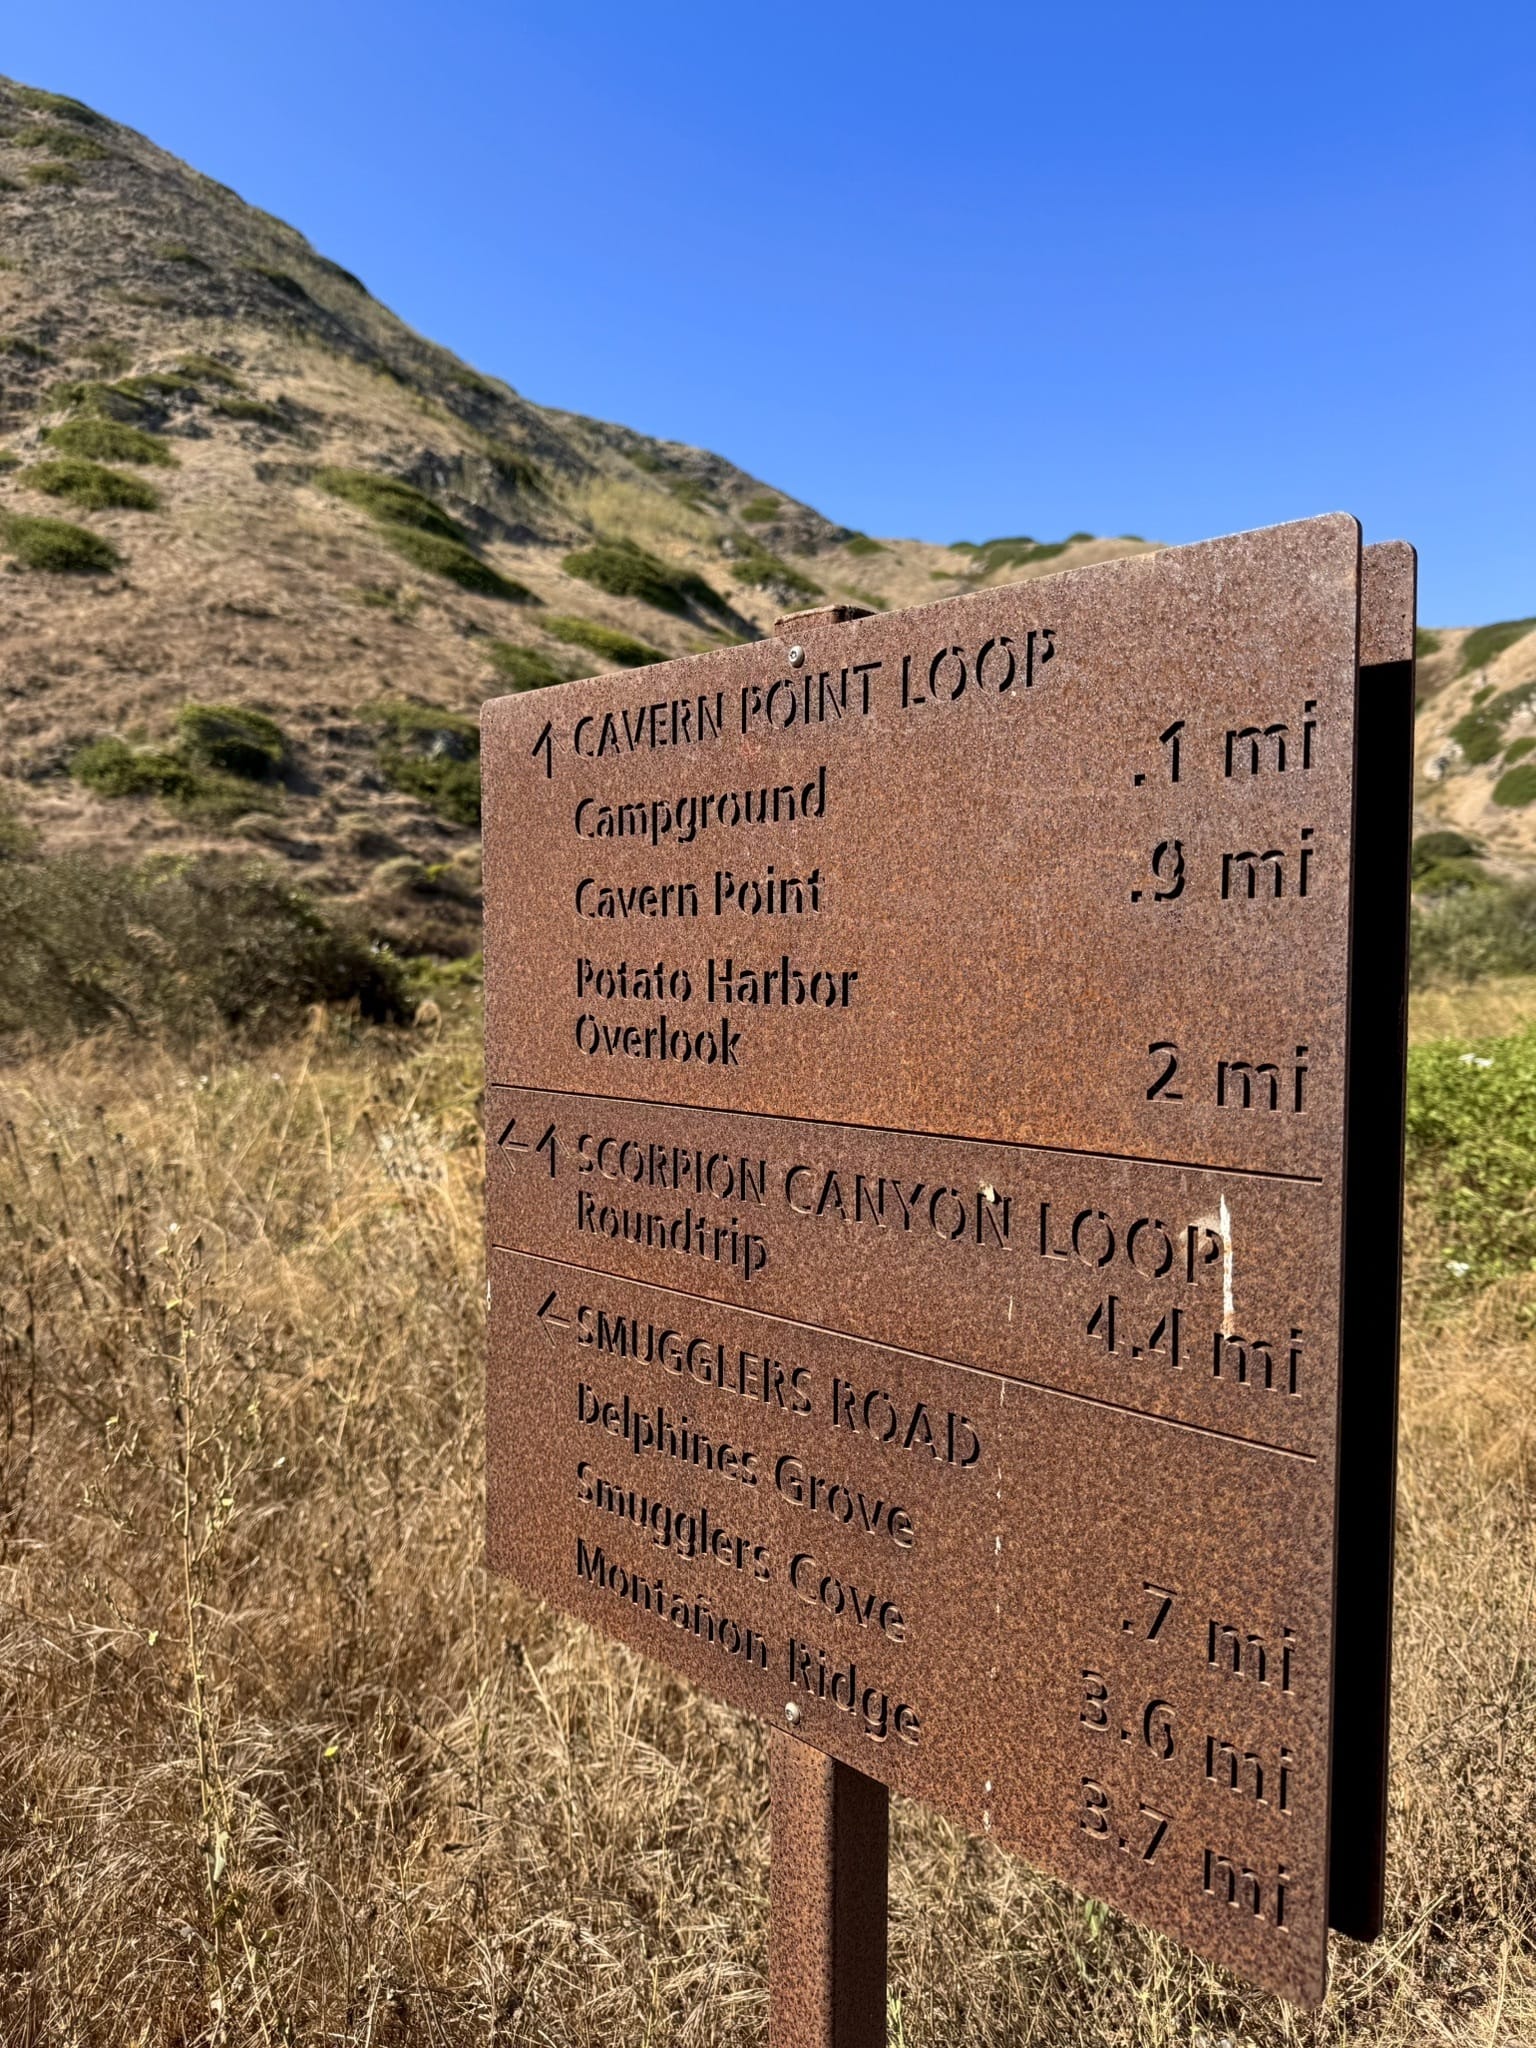 ↑ CAVERN POINT LOOP
Campground .1 mi
Cavern Point .9 mi
Potato Harbor
Overlook 2 mi
←↑ SCORPION CANYON LOOP
Roundtrip 4.4 mi
← SMUGGLERS ROAD
Delphines Grove .7 mi
Smugglers Cove 3.6 mi
Montañon Ridge 3.7 mi